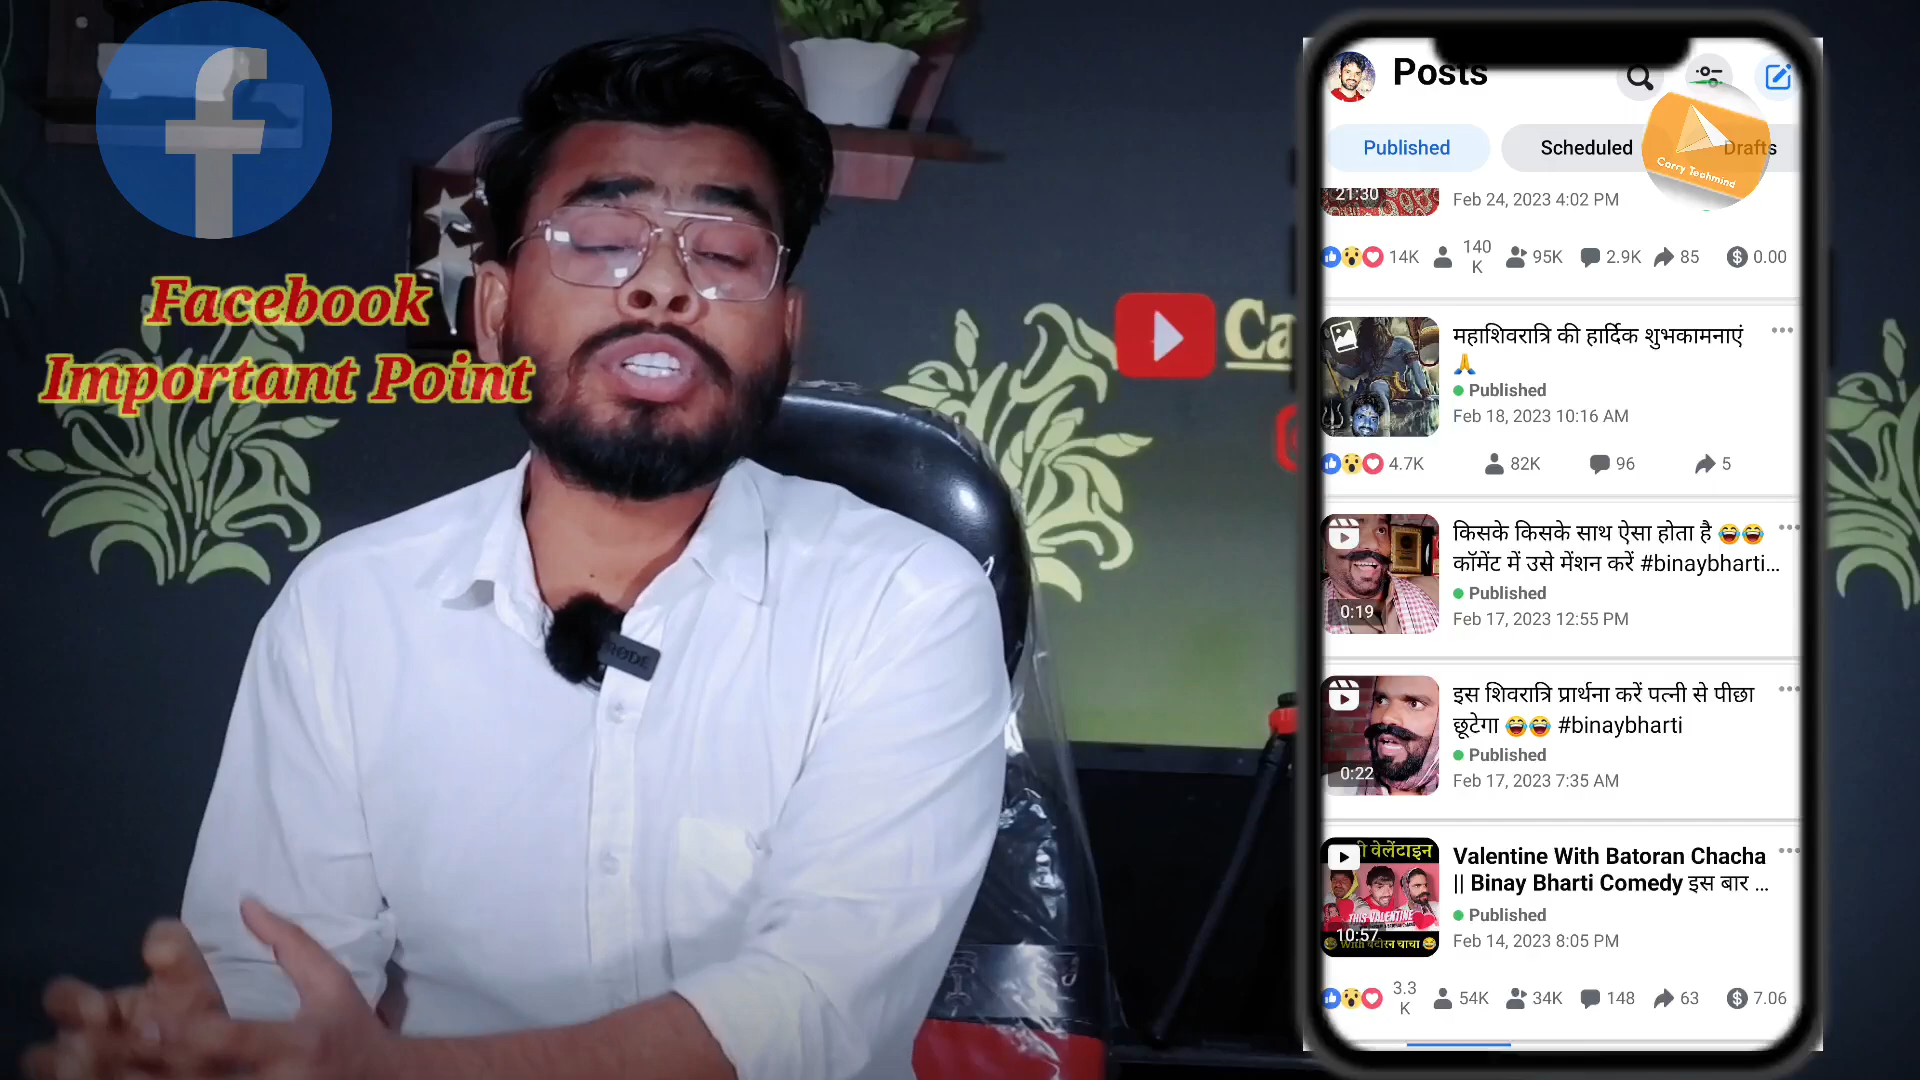 Facebook
Important Point
Ca
RØDE
Posts
Published
Scheduled
Drafts
Carry Techmind
21:30
Feb 24, 2023 4:02 PM
14K
140
K
95K
2.9K
85
0.00
महाशिवरात्रि की हार्दिक शुभकामनाएं
🙏
Published
Feb 18, 2023 10:16 AM
4.7K
82K
96
5
किसके किसके साथ ऐसा होता है 😂😂
कॉमेंट में उसे मेंशन करें #binaybharti...
Published
0:19
Feb 17, 2023 12:55 PM
इस शिवरात्रि प्रार्थना करें पत्नी से पीछा
छूटेगा 😂😂 #binaybharti
Published
0:22
Feb 17, 2023 7:35 AM
वेलेंटाइन
Valentine With Batoran Chacha
|| Binay Bharti Comedy इस बार ...
THIS VALENTINE
Published
10:57
With बटोरन चाचा
Feb 14, 2023 8:05 PM
3.3
K
54K
34K
148
63
7.06